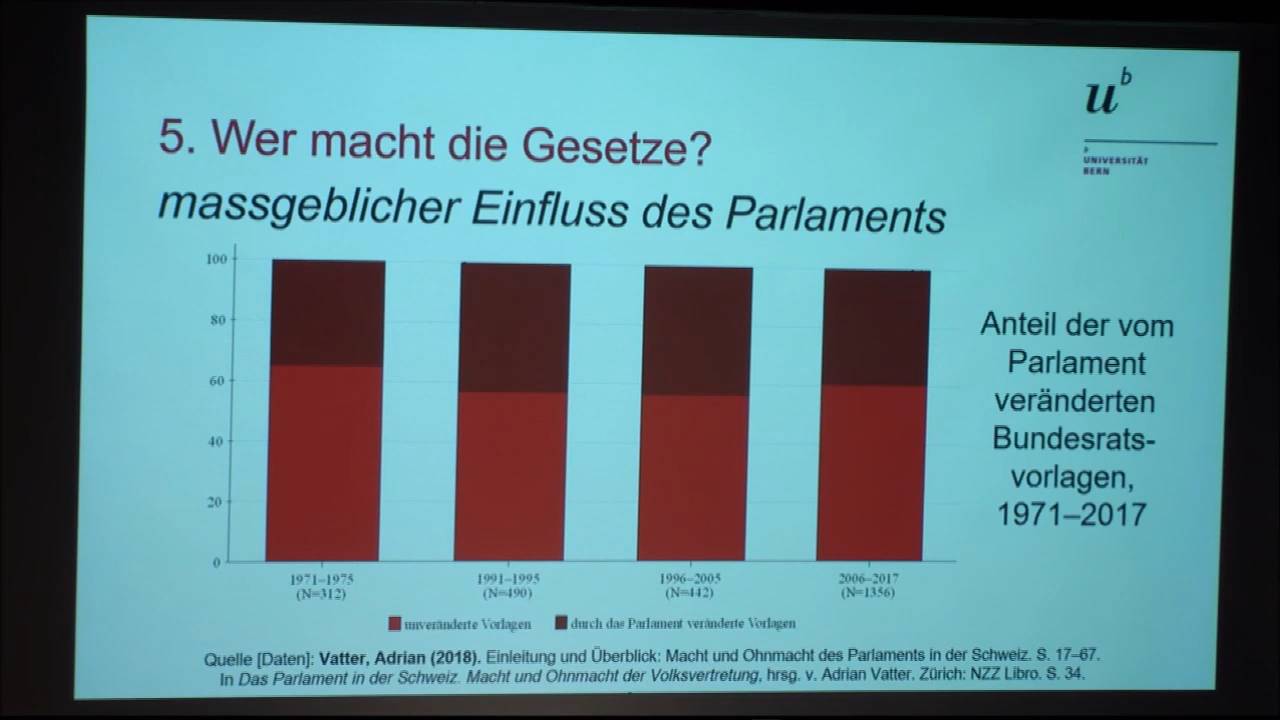 u^b
b
UNIVERSITÄT
BERN
5. Wer macht die Gesetze?
massgeblicher Einfluss des Parlaments
100
80
60
40
20
0
1971–1975
(N=312)
1991–1995
(N=490)
1996–2005
(N=442)
2006–2017
(N=1356)
unveränderte Vorlagen
durch das Parlament veränderte Vorlagen
Anteil der vom
Parlament
veränderten
Bundesrats-
vorlagen,
1971–2017
Quelle [Daten]: Vatter, Adrian (2018). Einleitung und Überblick: Macht und Ohnmacht des Parlaments in der Schweiz. S. 17–67.
In Das Parlament in der Schweiz. Macht und Ohnmacht der Volksvertretung, hrsg. v. Adrian Vatter. Zürich: NZZ Libro. S. 34.